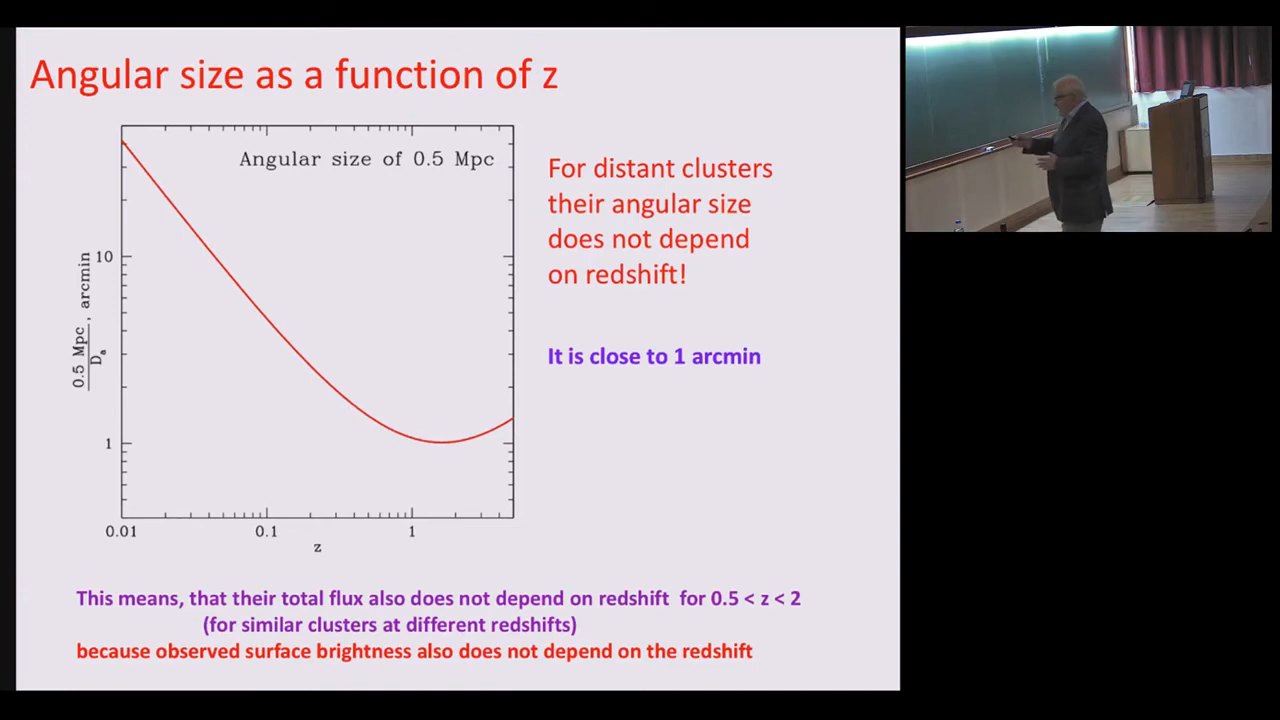 Angular size as a function of z
Angular size of 0.5 Mpc
10
1
0.5 Mpc
Dₐ
, arcmin
0.01
0.1
1
z
For distant clusters
their angular size
does not depend
on redshift!
It is close to 1 arcmin
This means, that their total flux also does not depend on redshift for 0.5 < z < 2
(for similar clusters at different redshifts)
because observed surface brightness also does not depend on the redshift